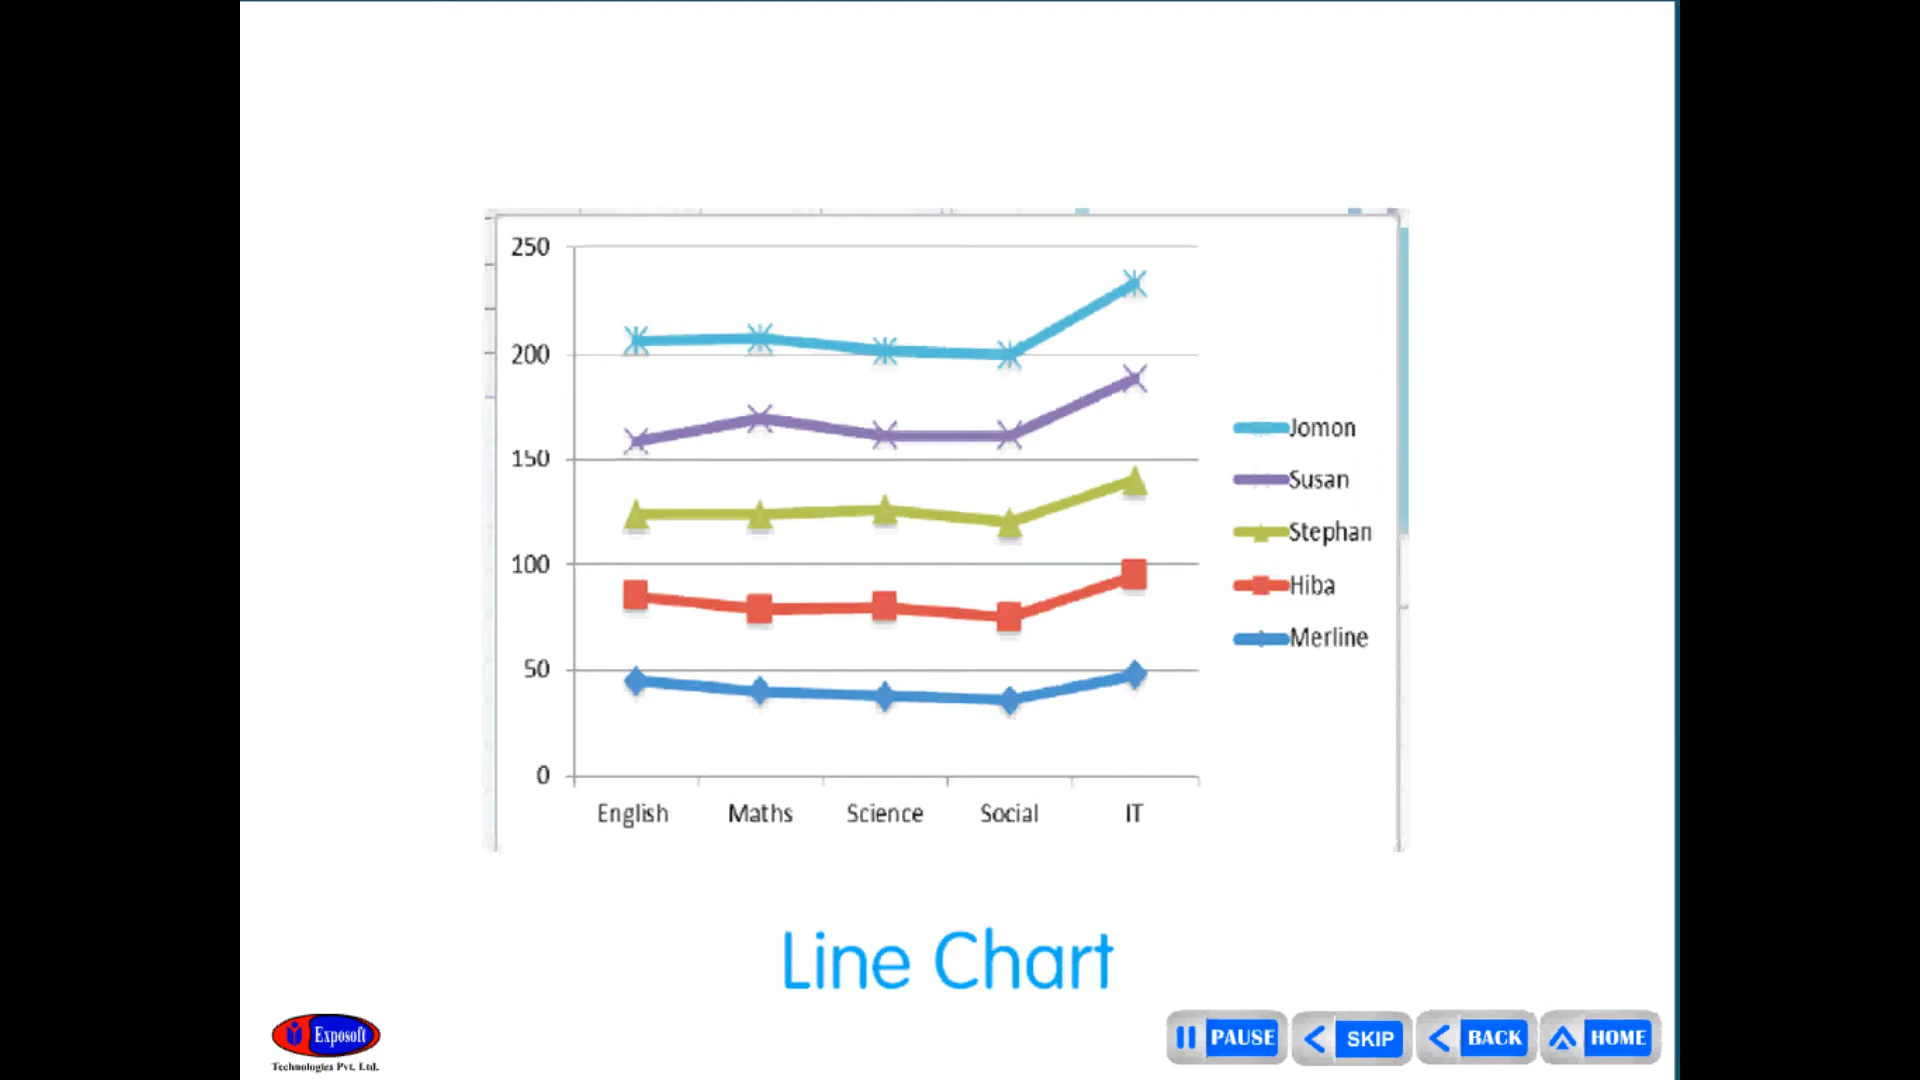 250
200
150
100
50
0
English Maths Science Social IT
Jomon
Susan
Stephan
Hiba
Merline
Line Chart
Exposoft
Technologies Pvt. Ltd.
PAUSE SKIP BACK HOME